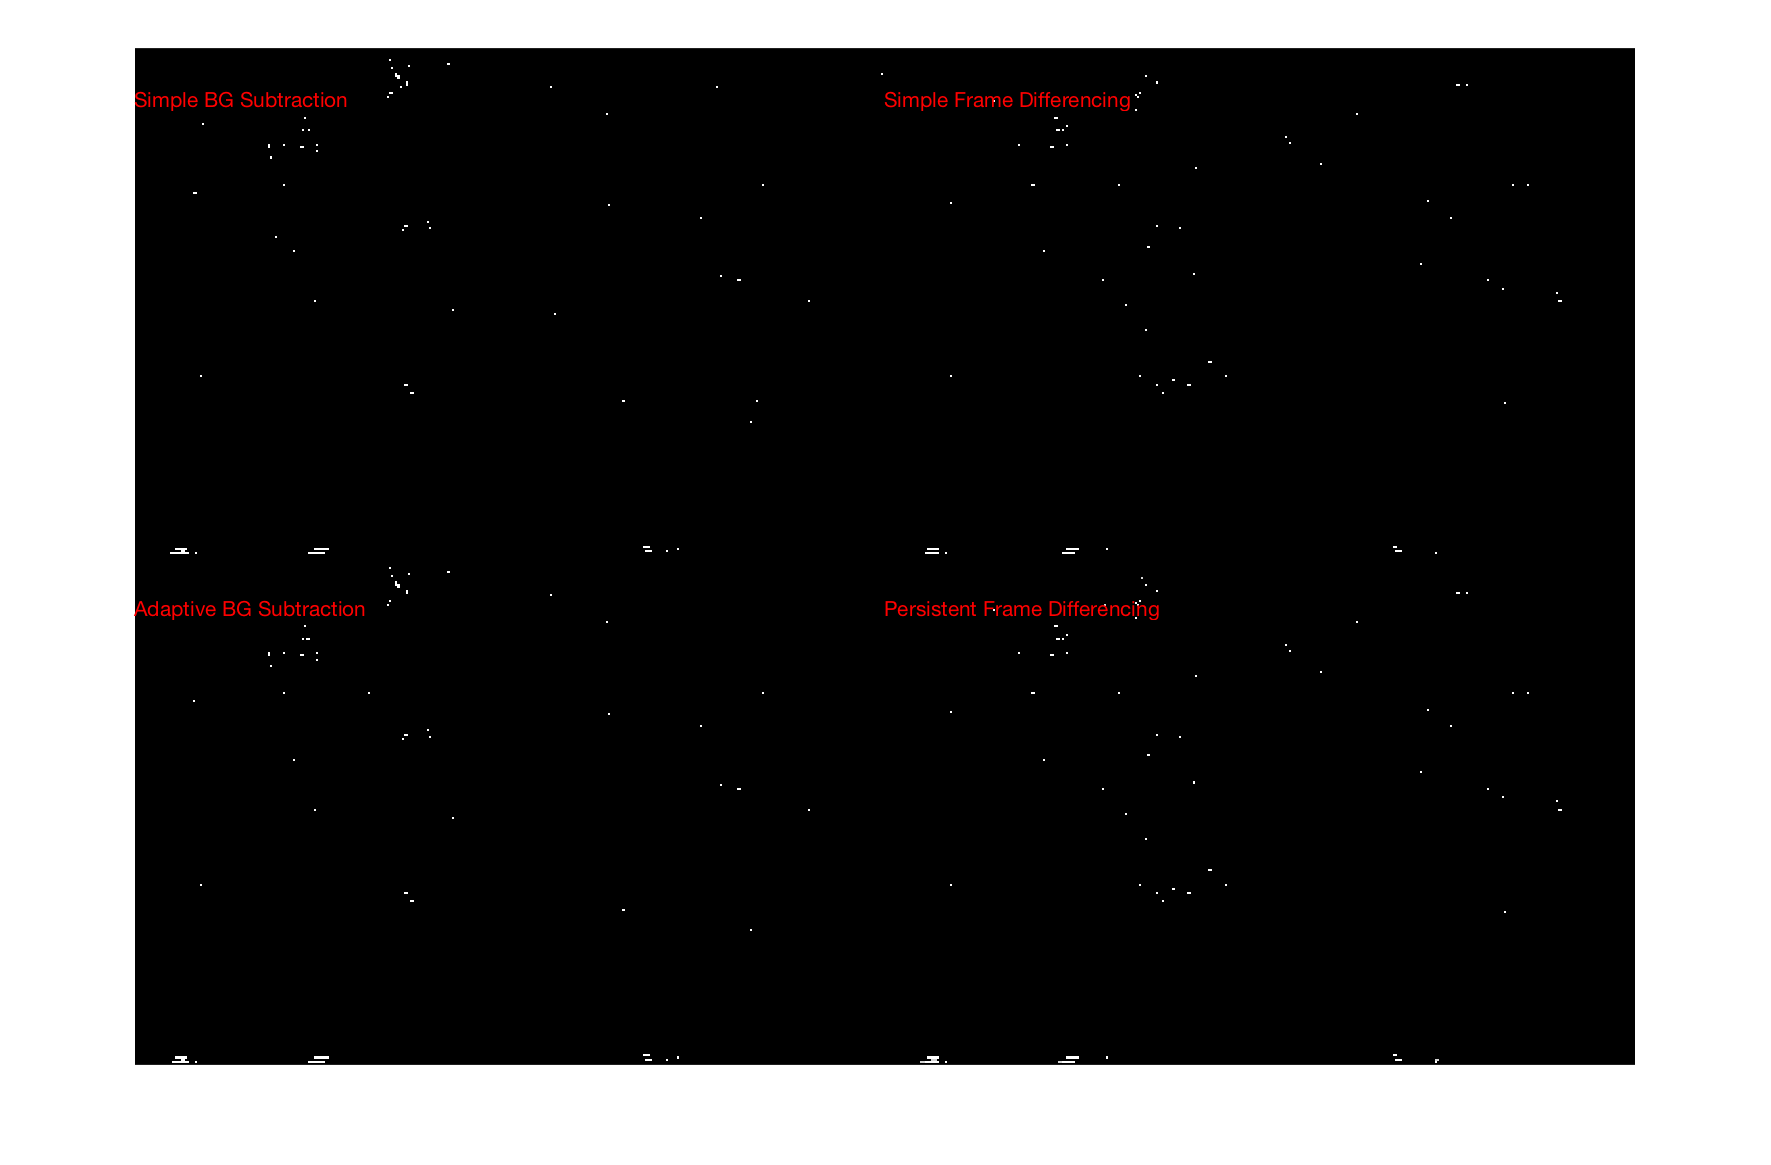 Simple BG Subtraction
Simple Frame Differencing
Adaptive BG Subtraction
Persistent Frame Differencing